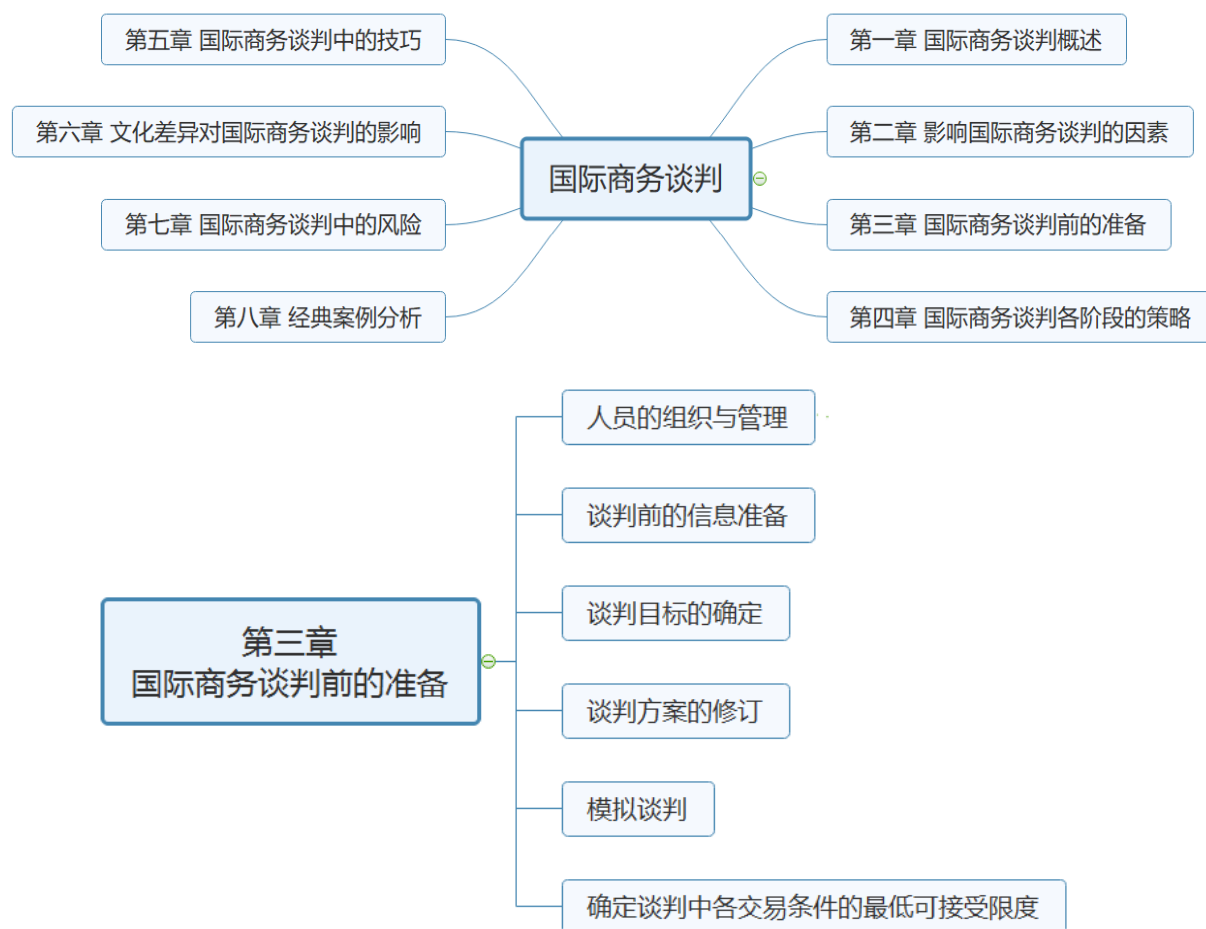 国际商务谈判
第一章 国际商务谈判概述
第二章 影响国际商务谈判的因素
第三章 国际商务谈判前的准备
第四章 国际商务谈判各阶段的策略
第五章 国际商务谈判中的技巧
第六章 文化差异对国际商务谈判的影响
第七章 国际商务谈判中的风险
第八章 经典案例分析
第三章
国际商务谈判前的准备
人员的组织与管理
谈判前的信息准备
谈判目标的确定
谈判方案的修订
模拟谈判
确定谈判中各交易条件的最低可接受限度